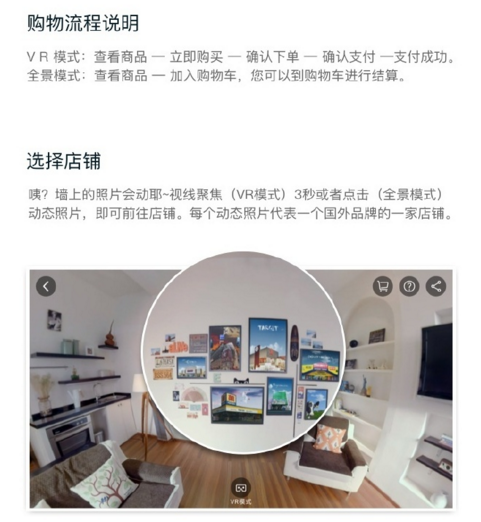 购物流程说明
V R 模式：查看商品 — 立即购买 — 确认下单 — 确认支付 —支付成功。
全景模式：查看商品 — 加入购物车，您可以到购物车进行结算。
选择店铺
咦？墙上的照片会动耶~视线聚焦（VR模式）3秒或者点击（全景模式）
动态照片，即可前往店铺。每个动态照片代表一个国外品牌的一家店铺。
TARGET
VR模式